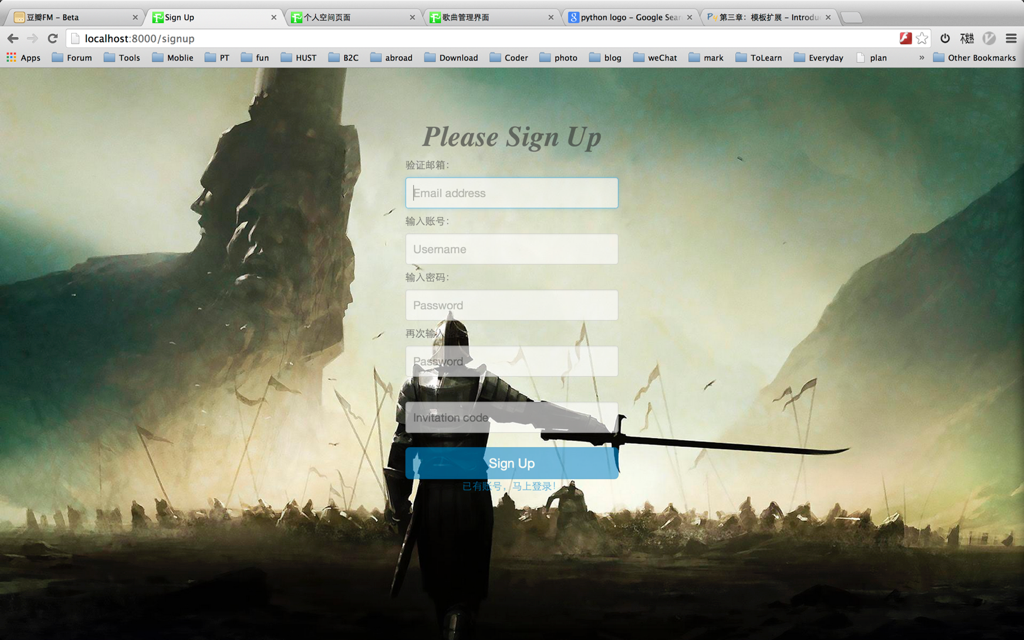 豆瓣FM - Beta
Sign Up
个人空间页面
歌曲管理界面
python logo - Google Sear
第三章：模板扩展 - Introdu
localhost:8000/signup
Apps
Forum
Tools
Moblie
PT
fun
HUST
B2C
abroad
Download
Coder
photo
blog
weChat
mark
ToLearn
Everyday
plan
»
Other Bookmarks
Please Sign Up
验证邮箱：
Email address
输入账号：
Username
输入密码：
Password
再次输入
Password
Invitation code
Sign Up
已有账号，马上登录！